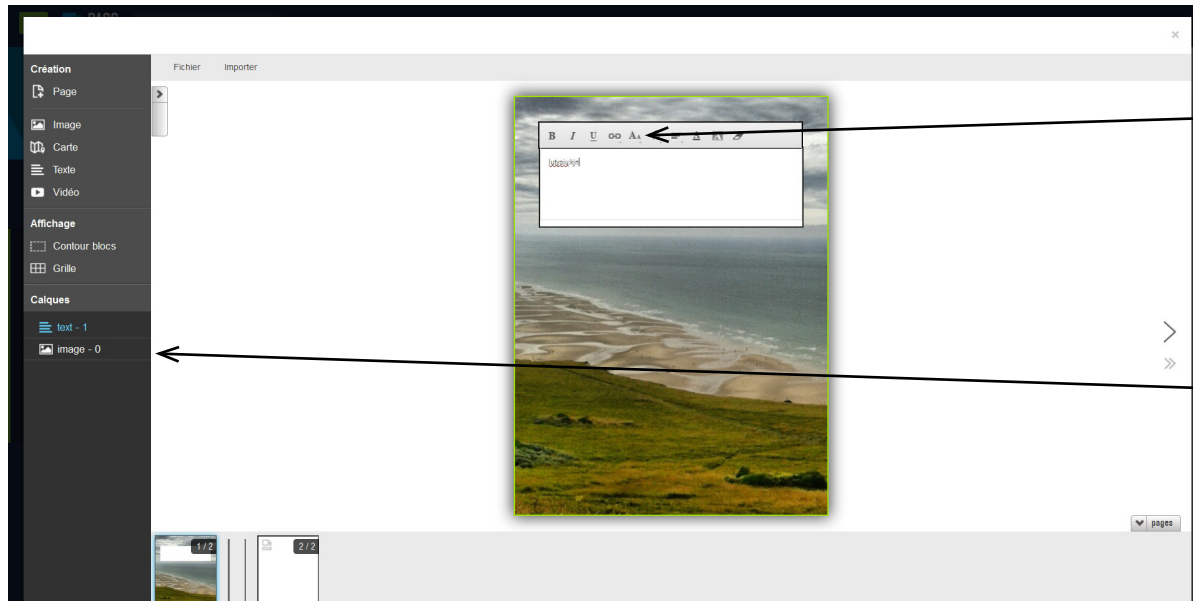 ×
Création
Page
Image
Carte
Texte
Vidéo
Affichage
Contour blocs
Grille
Calques
text - 1
image - 0
Fichier Importer
B I U AA A
pages
1/2
2/2